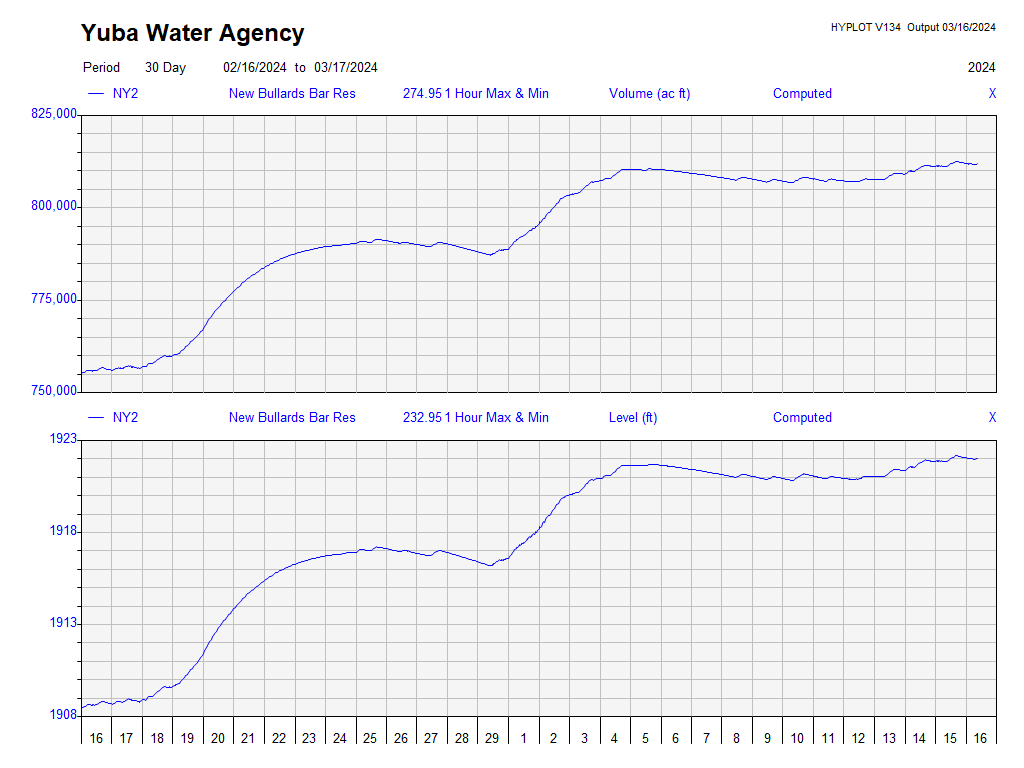 Yuba Water Agency
HYPLOT V134 Output 03/16/2024
Period 30 Day 02/16/2024 to 03/17/2024 2024
NY2 New Bullards Bar Res 274.95 1 Hour Max & Min Volume (ac ft) Computed X
825,000
800,000
775,000
750,000
NY2 New Bullards Bar Res 232.95 1 Hour Max & Min Level (ft) Computed X
1923
1918
1913
1908
16 17 18 19 20 21 22 23 24 25 26 27 28 29 1 2 3 4 5 6 7 8 9 10 11 12 13 14 15 16